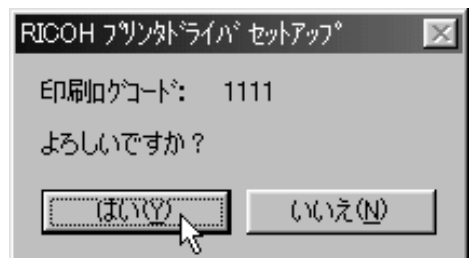 RICOH プリンタドライバ セットアップ
印刷ログコード: 1111
よろしいですか?
はい(Y) いいえ(N)